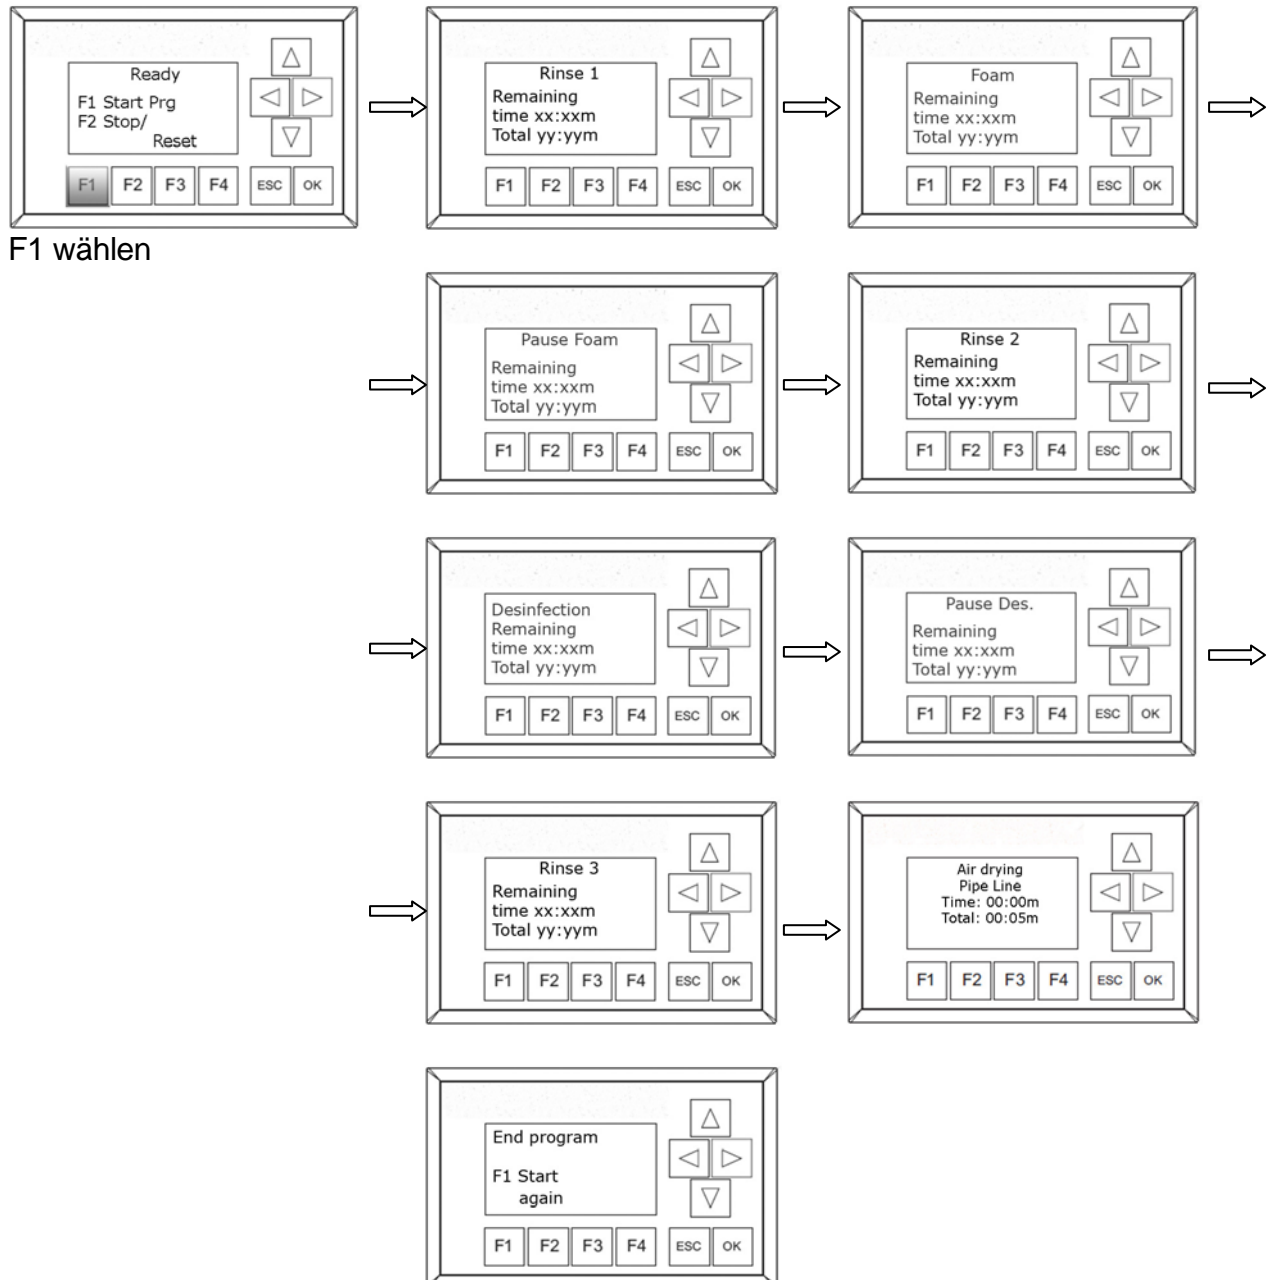 Ready
F1 Start Prg
F2 Stop/
Reset
F1 F2 F3 F4 ESC OK
F1 wählen
Rinse 1
Remaining
time xx:xxm
Total yy:yym
F1 F2 F3 F4 ESC OK
Foam
Remaining
time xx:xxm
Total yy:yym
F1 F2 F3 F4 ESC OK
Pause Foam
Remaining
time xx:xxm
Total yy:yym
F1 F2 F3 F4 ESC OK
Rinse 2
Remaining
time xx:xxm
Total yy:yym
F1 F2 F3 F4 ESC OK
Desinfection
Remaining
time xx:xxm
Total yy:yym
F1 F2 F3 F4 ESC OK
Pause Des.
Remaining
time xx:xxm
Total yy:yym
F1 F2 F3 F4 ESC OK
Rinse 3
Remaining
time xx:xxm
Total yy:yym
F1 F2 F3 F4 ESC OK
Air drying
Pipe Line
Time: 00:00m
Total: 00:05m
F1 F2 F3 F4 ESC OK
End program
F1 Start
again
F1 F2 F3 F4 ESC OK